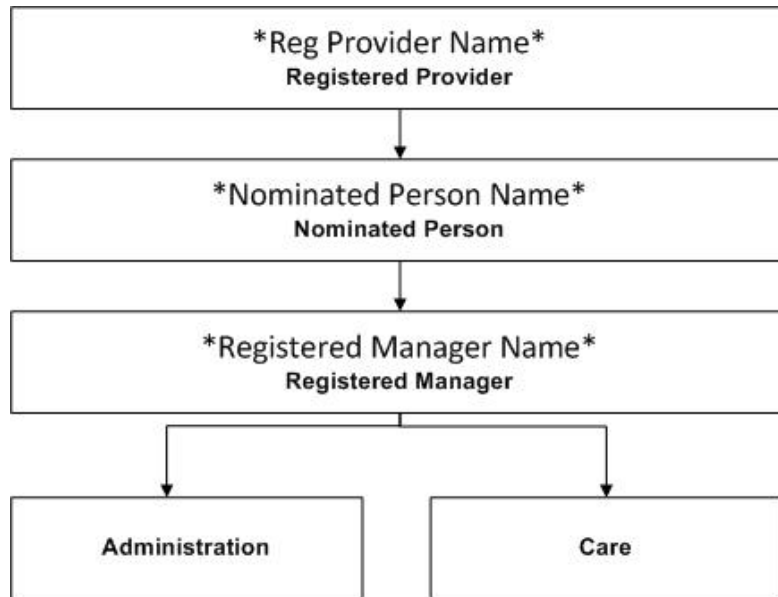 *Reg Provider Name*
Registered Provider
*Nominated Person Name*
Nominated Person
*Registered Manager Name*
Registered Manager
Administration
Care